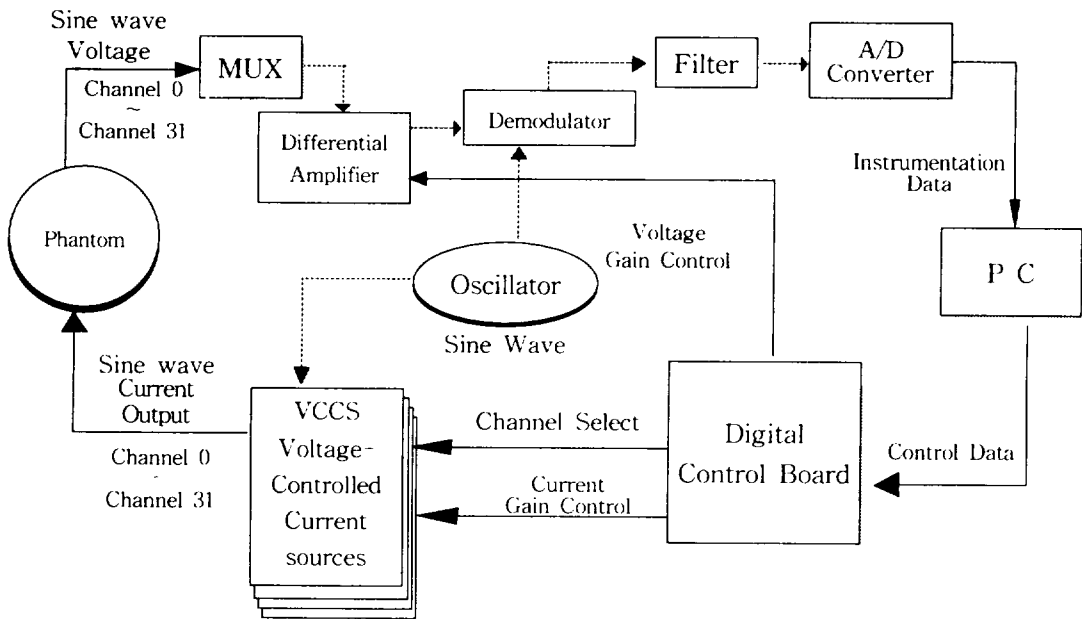 Sine wave
Voltage
Channel 0
~
Channel 31
MUX
Differential
Amplifier
Demodulator
Filter
A/D
Converter
Instrumentation
Data
P C
Phantom
Oscillator
Sine Wave
Voltage
Gain Control
Sine wave
Current
Output
Channel 0
~
Channel 31
VCCS
Voltage-
Controlled
Current
sources
Channel Select
Current
Gain Control
Digital
Control Board
Control Data